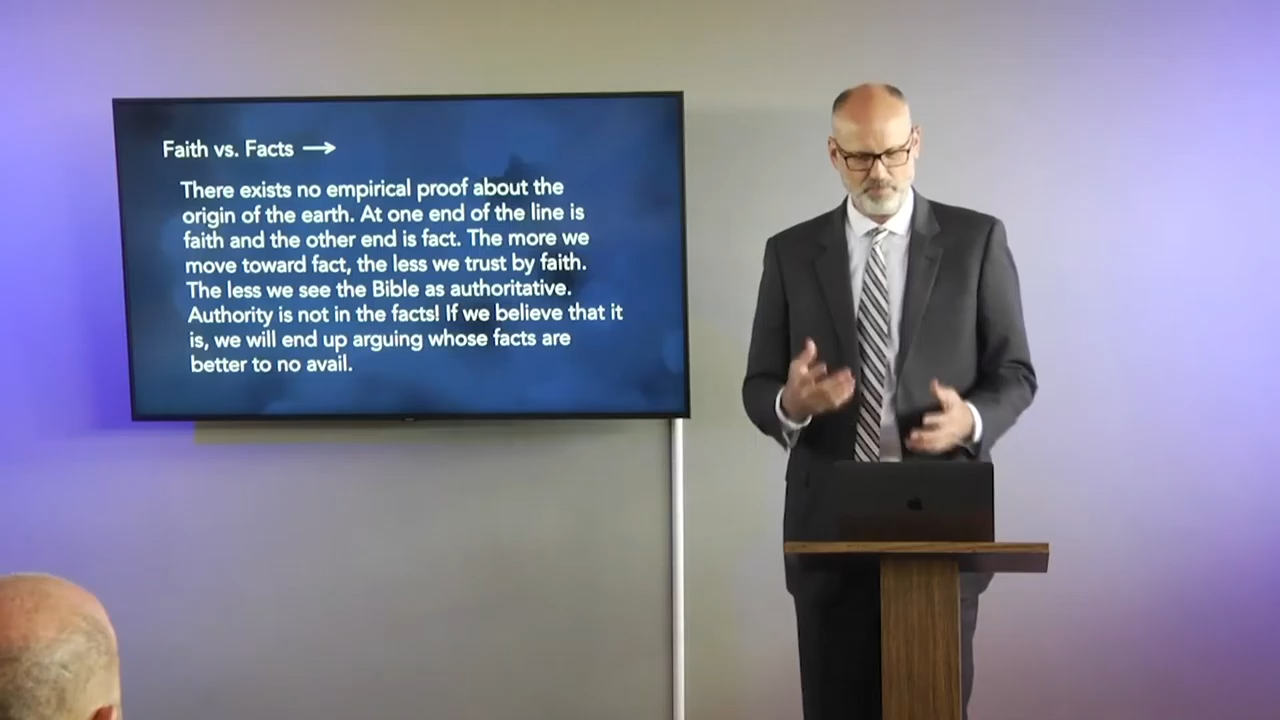 Faith vs. Facts →
There exists no empirical proof about the
origin of the earth. At one end of the line is
faith and the other end is fact. The more we
move toward fact, the less we trust by faith.
The less we see the Bible as authoritative.
Authority is not in the facts! If we believe that it
is, we will end up arguing whose facts are
better to no avail.